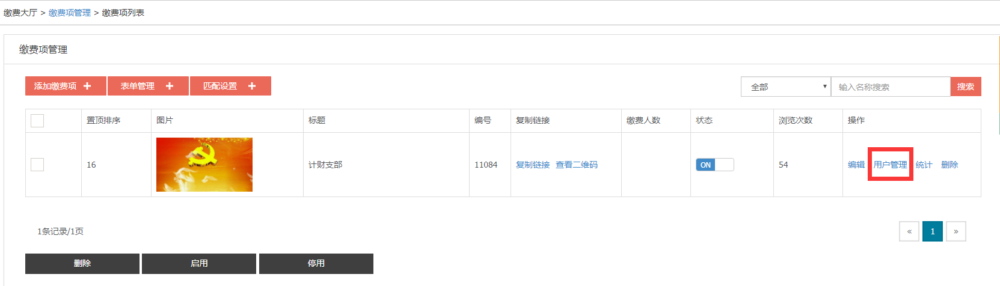 缴费大厅 > 缴费项管理 > 缴费项列表
缴费项管理
添加缴费项 表单管理 匹配设置 全部 输入名称搜索 搜索
置顶排序 图片 标题 编号 复制链接 缴费人数 状态 浏览次数 操作
16 计财支部 11084 复制链接 查看二维码 ON 54 编辑 用户管理 统计 删除
1条记录/1页 « 1 »
删除 启用 停用